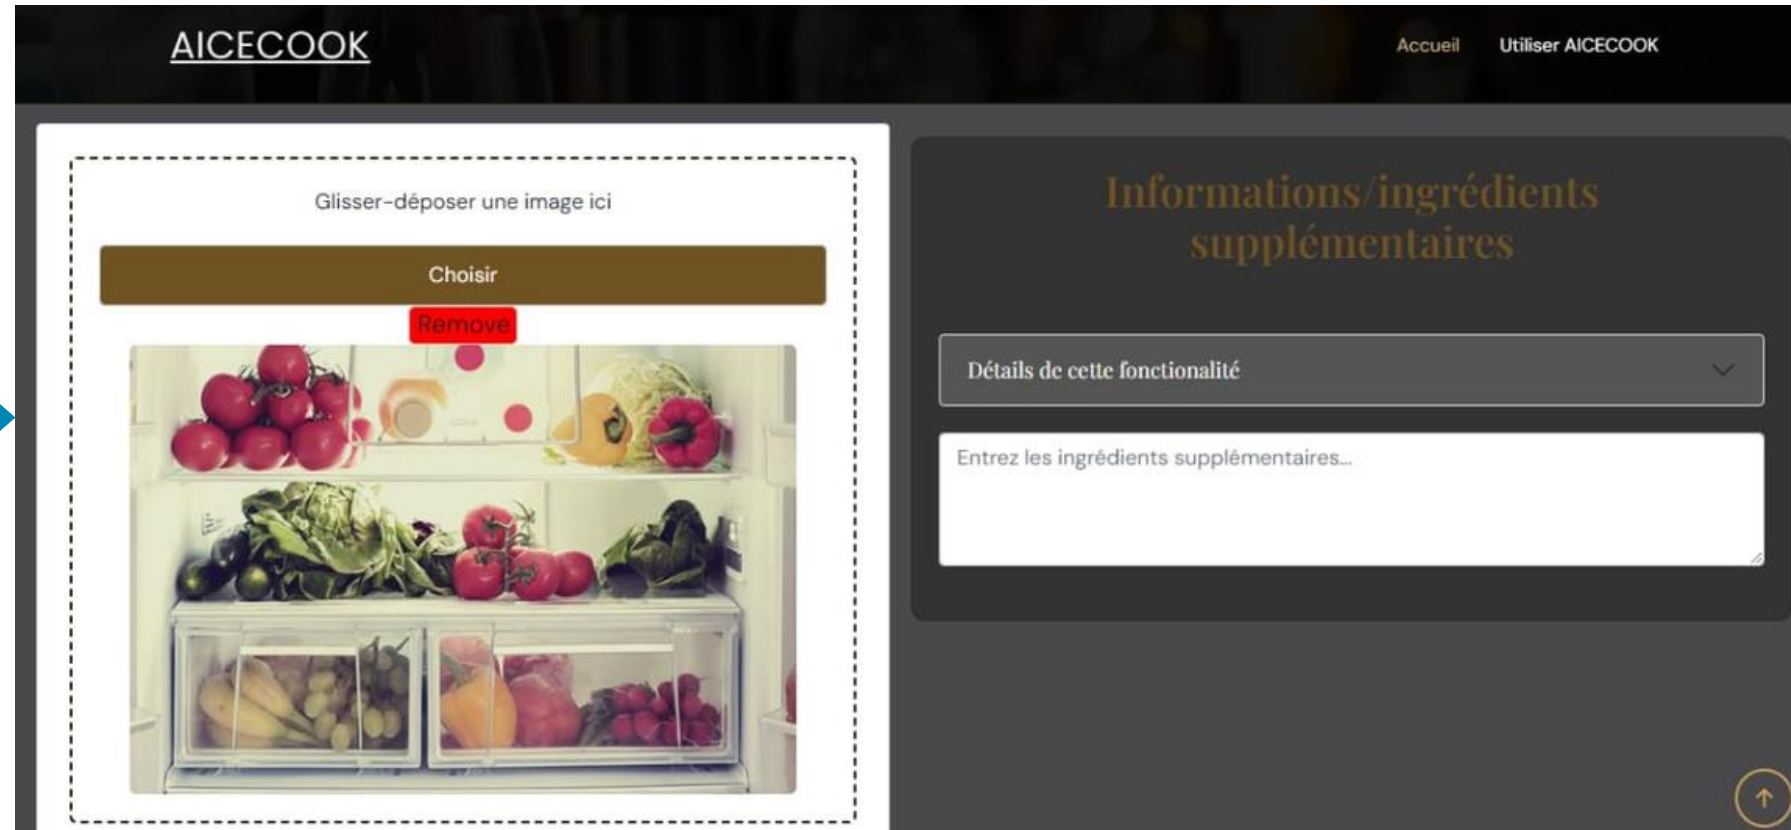 AICECOOK
Accueil
Utiliser AICECOOK
Glisser-déposer une image ici
Choisir
Remove
Informations/ingrédients
supplémentaires
Détails de cette fonctionalité
Entrez les ingrédients supplémentaires...